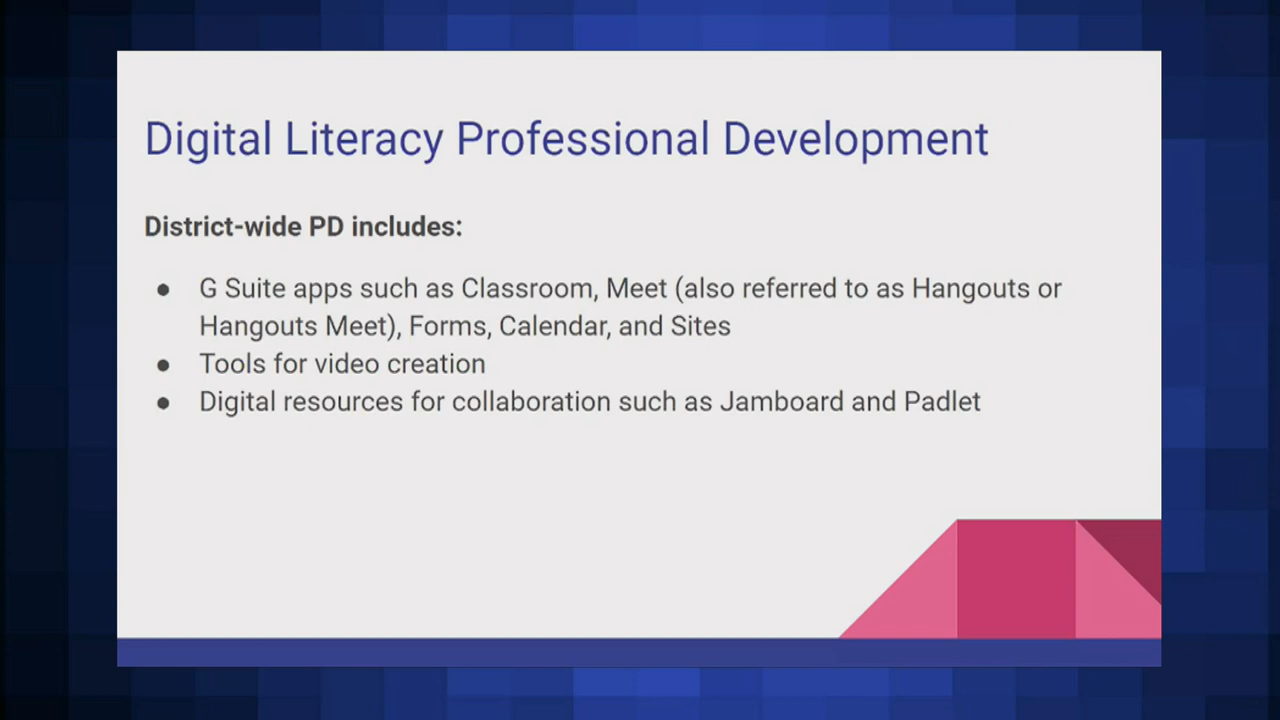 Digital Literacy Professional Development
District-wide PD includes:
● G Suite apps such as Classroom, Meet (also referred to as Hangouts or
Hangouts Meet), Forms, Calendar, and Sites
● Tools for video creation
● Digital resources for collaboration such as Jamboard and Padlet